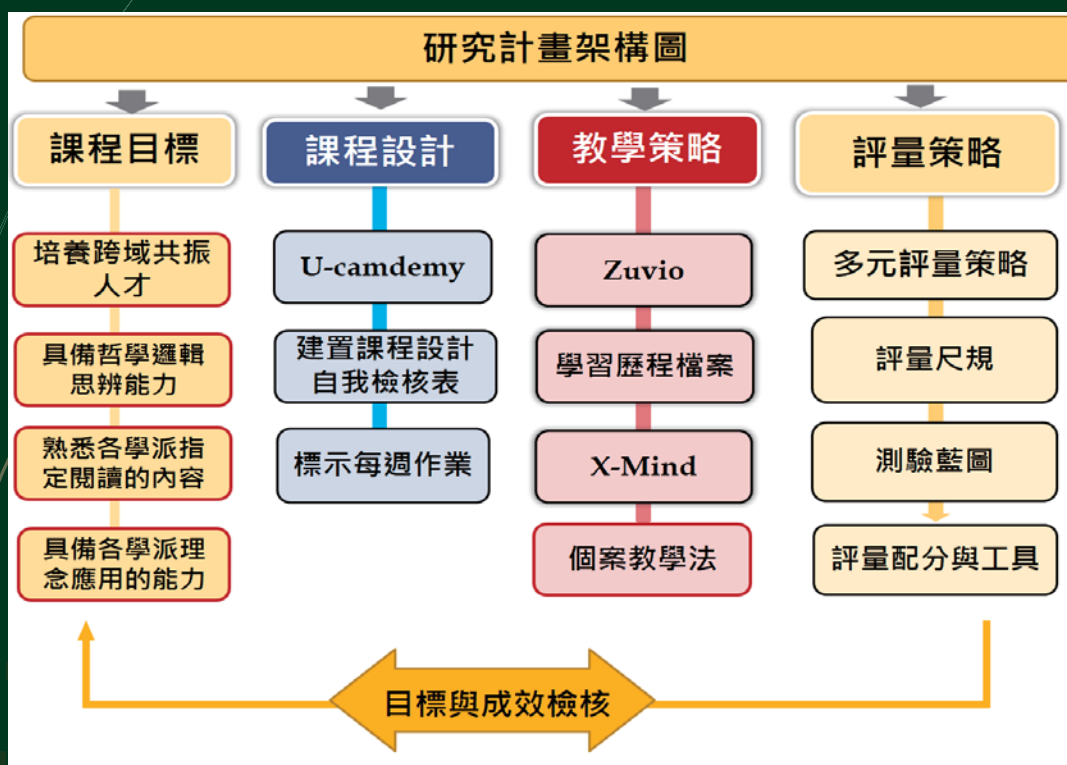 研究計畫架構圖
課程目標
培養跨域共振
人才
具備哲學邏輯
思辨能力
熟悉各學派指
定閱讀的內容
具備各學派理
念應用的能力
課程設計
U-camdemy
建置課程設計
自我檢核表
標示每週作業
教學策略
Zuvio
學習歷程檔案
X-Mind
個案教學法
評量策略
多元評量策略
評量尺規
測驗藍圖
評量配分與工具
目標與成效檢核